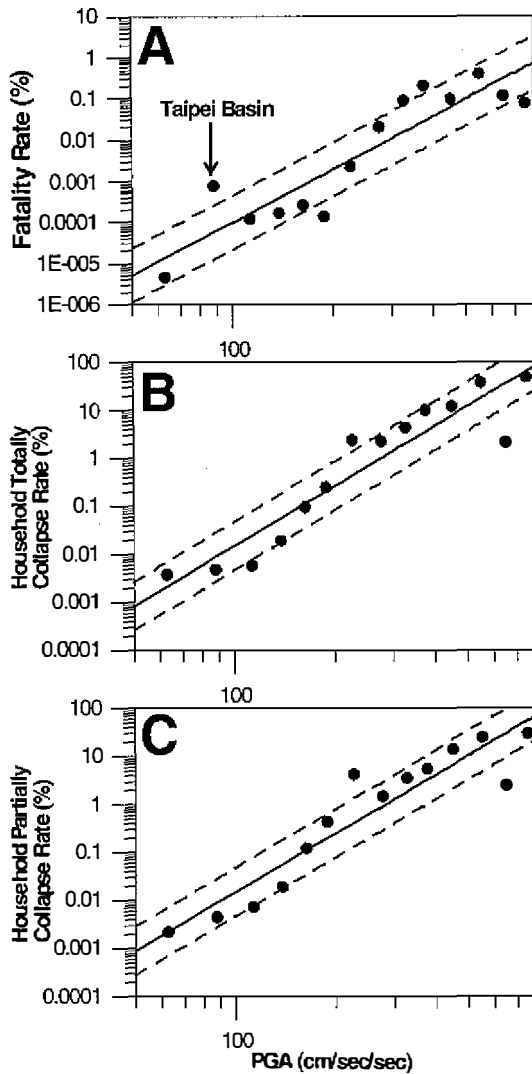 A
Fatality Rate (%)
10
1
0.1
0.01
0.001
0.0001
1E-005
1E-006
Taipei Basin
100
B
Household Totally
Collapse Rate (%)
100
10
1
0.1
0.01
0.001
0.0001
100
C
Household Partially
Collapse Rate (%)
100
10
1
0.1
0.01
0.001
0.0001
100
PGA (cm/sec/sec)